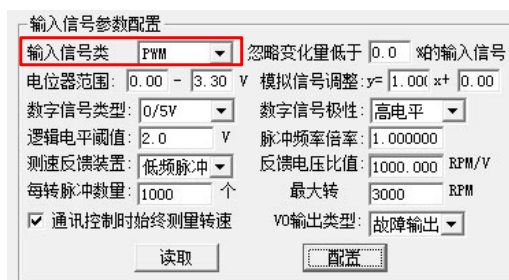 输入信号参数配置
输入信号类 PWM 忽略变化量低于 0.0 %的输入信号
电位器范围: 0.00 - 3.30 V 模拟信号调整:y= 1.00( x+ 0.00
数字信号类型: 0/5V 数字信号极性: 高电平
逻辑电平阈值: 2.0 V 脉冲频率倍率: 1.000000
测速反馈装置: 低频脉冲 反馈电压比值: 1000.000 RPM/V
每转脉冲数量: 1000 个 最大转 3000 RPM
通讯控制时始终测量转速 VO输出类型: 故障输出
读取 配置